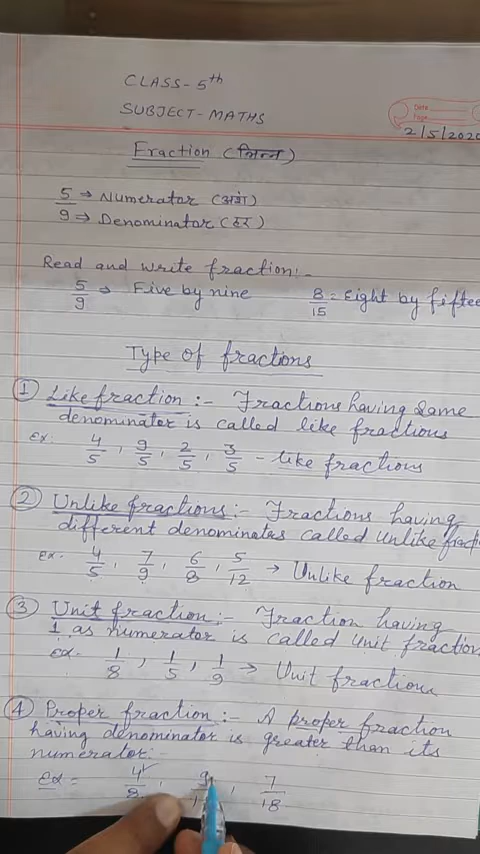 CLASS - 5th
SUBJECT - MATHS
Date
Page
2/5/2020
Fraction (भिन्न)
5/9 ⇒ Numerator (अंश)
⇒ Denominator (हर)
Read and write fraction:-
5/9 ⇒ Five by nine 8/15 = Eight by fiftee
Type of fractions
① Like fraction :- Fractions having same
denominator is called like fractions
Ex: 4/5, 9/5, 2/5, 3/5 - like fractions
② Unlike fractions:- Fractions having
different denominates called Unlike fracti
Ex- 4/5, 7/9, 6/8, 5/12 → Unlike fraction
③ Unit fraction:- Fraction having
1 as numerator is called Unit fraction
Ex- 1/8, 1/5, 1/9 → Unit fractions
④ Proper fraction :- A proper fraction
having denominator is greater than its
numerator:-
Ex = 4/8, 9/, 7/18